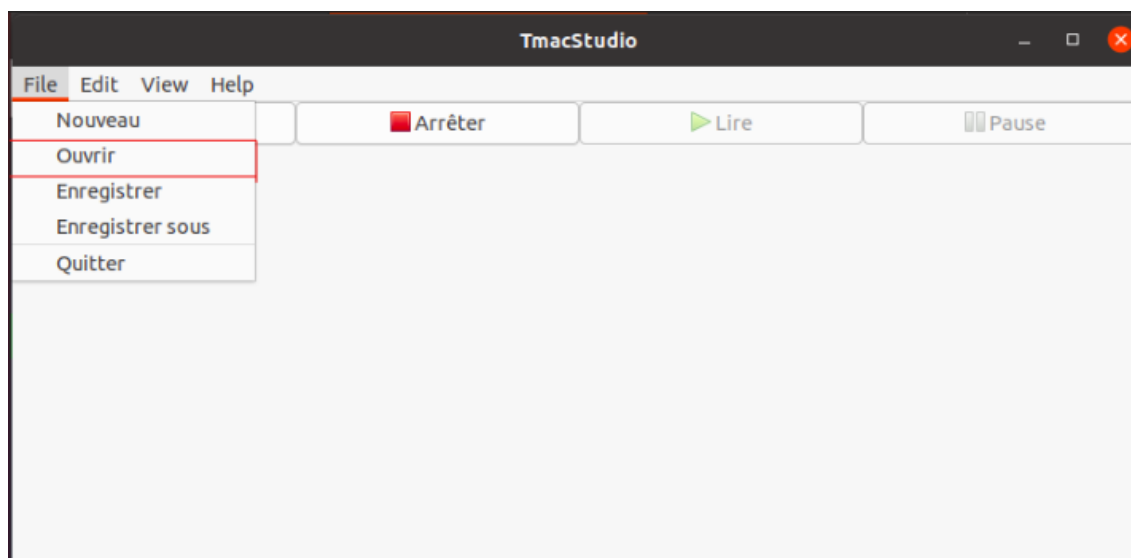 TmacStudio
File Edit View Help
Nouveau
Arrêter
Lire
Pause
Ouvrir
Enregistrer
Enregistrer sous
Quitter